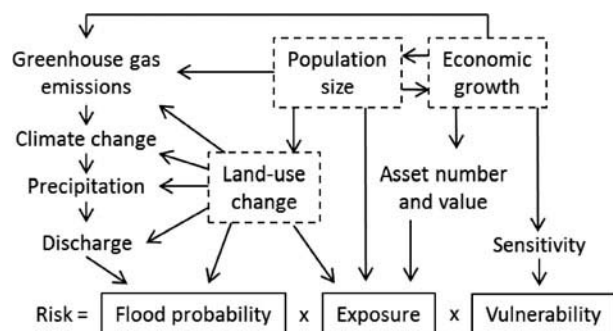 Greenhouse gas
emissions
Population
size
Economic
growth
Climate change
Precipitation
Land-use
change
Asset number
and value
Discharge
Sensitivity
Risk = Flood probability x Exposure x Vulnerability